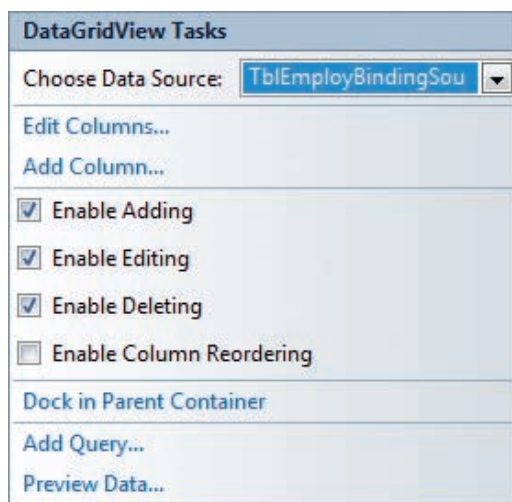 DataGridView Tasks
Choose Data Source: TblEmployBindingSou
Edit Columns...
Add Column...
Enable Adding
Enable Editing
Enable Deleting
Enable Column Reordering
Dock in Parent Container
Add Query...
Preview Data...